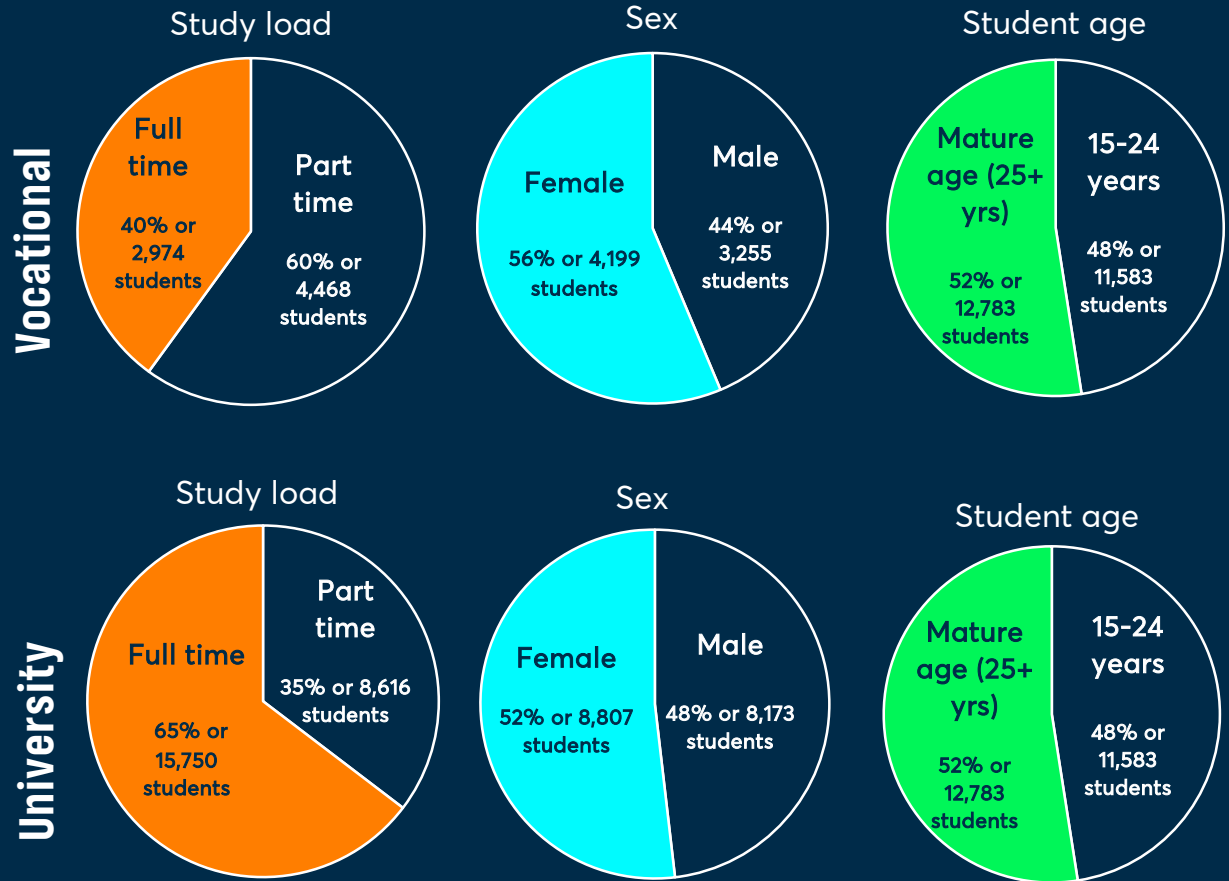 Study load
Sex
Student age
Vocational
Full
time
40% or
2,974
students
Part
time
60% or
4,468
students
Female
56% or 4,199
students
Male
44% or
3,255
students
Mature
age (25+
yrs)
52% or
12,783
students
15-24
years
48% or
11,583
students
Study load
Sex
Student age
University
Full time
65% or
15,750
students
Part
time
35% or 8,616
students
Female
52% or 8,807
students
Male
48% or 8,173
students
Mature
age (25+
yrs)
52% or
12,783
students
15-24
years
48% or
11,583
students